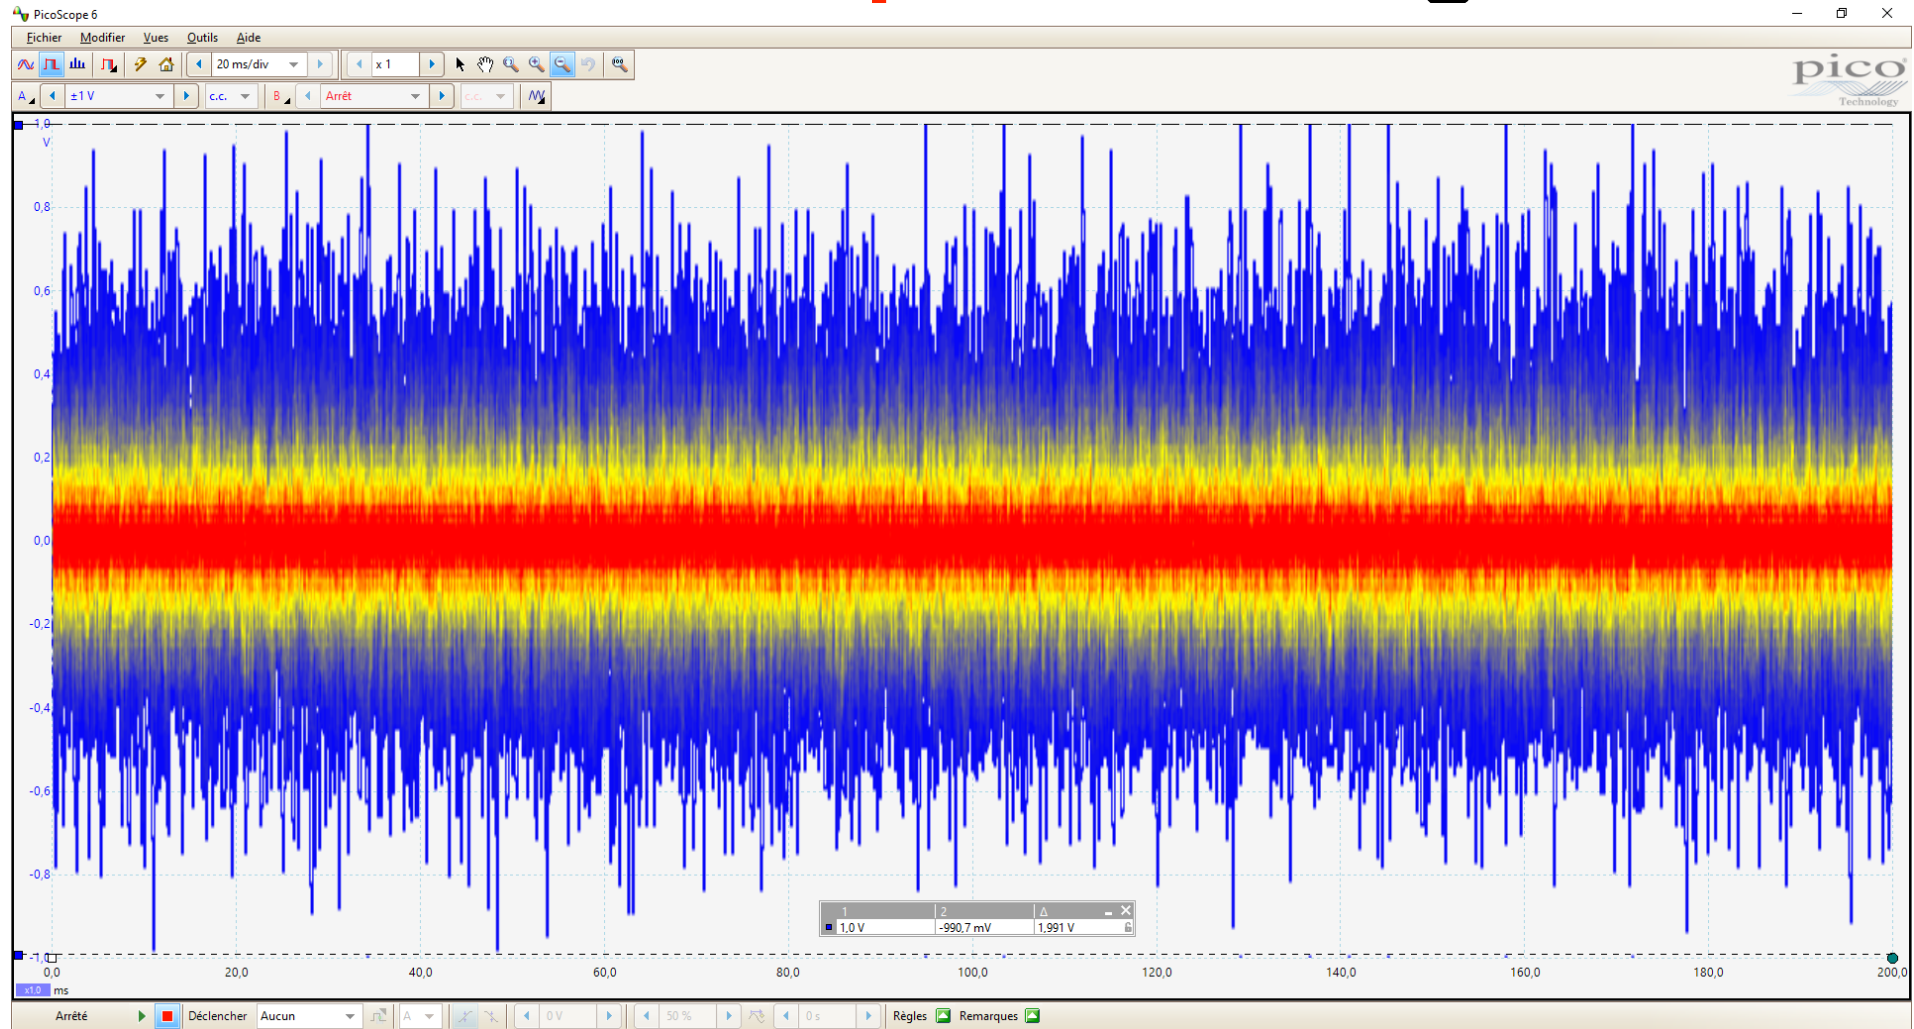 PicoScope 6
Fichier Modifier Vues Outils Aide
20 ms/div x 1
A ±1 V c.c. B Arrêt c.c.
pico
Technology
1,0
V
0,8
0,6
0,4
0,2
0,0
-0,2
-0,4
-0,6
-0,8
1 2 Δ
1,0 V -990,7 mV 1,991 V
-1,0
0,0 20,0 40,0 60,0 80,0 100,0 120,0 140,0 160,0 180,0 200,0
x1.0 ms
Arrêté Déclencher Aucun A 0 V 50 % 0 s Règles Remarques